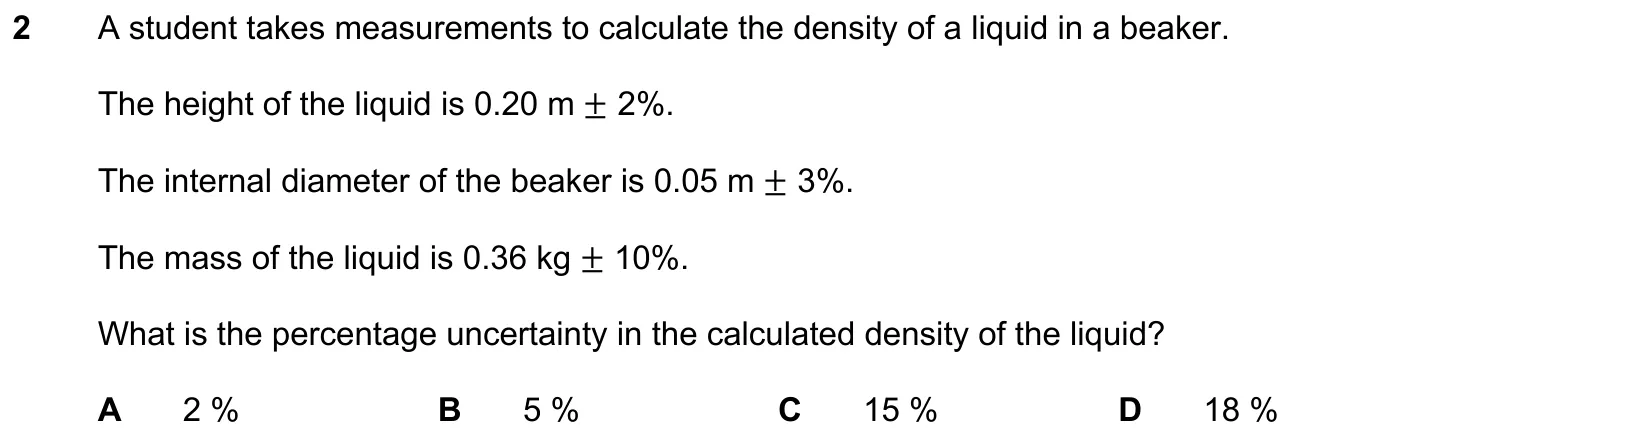 2 A student takes measurements to calculate the density of a liquid in a beaker.
The height of the liquid is 0.20 m ± 2%.
The internal diameter of the beaker is 0.05 m ± 3%.
The mass of the liquid is 0.36 kg ± 10%.
What is the percentage uncertainty in the calculated density of the liquid?
A 2 % B 5 % C 15 % D 18 %